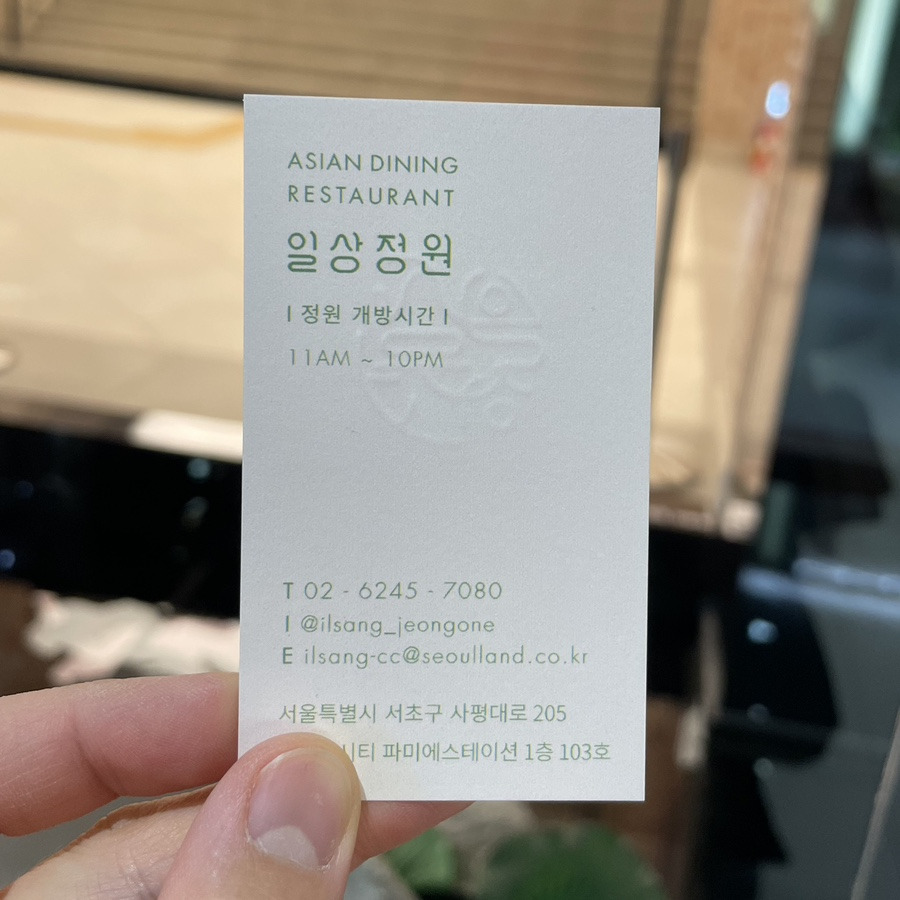 ASIAN DINING
RESTAURANT
일상정원
I 정원 개방시간 I
11AM ~ 10PM
T 02 - 6245 - 7080
I @ilsang_jeongone
E ilsang-cc@seoulland.co.kr
서울특별시 서초구 사평대로 205
파미에스테이션 1층 103호